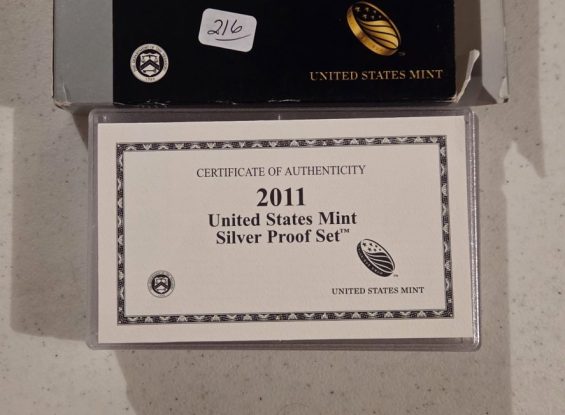 216
UNITED STATES MINT
CERTIFICATE OF AUTHENTICITY
2011
United States Mint
Silver Proof Set™
UNITED STATES MINT